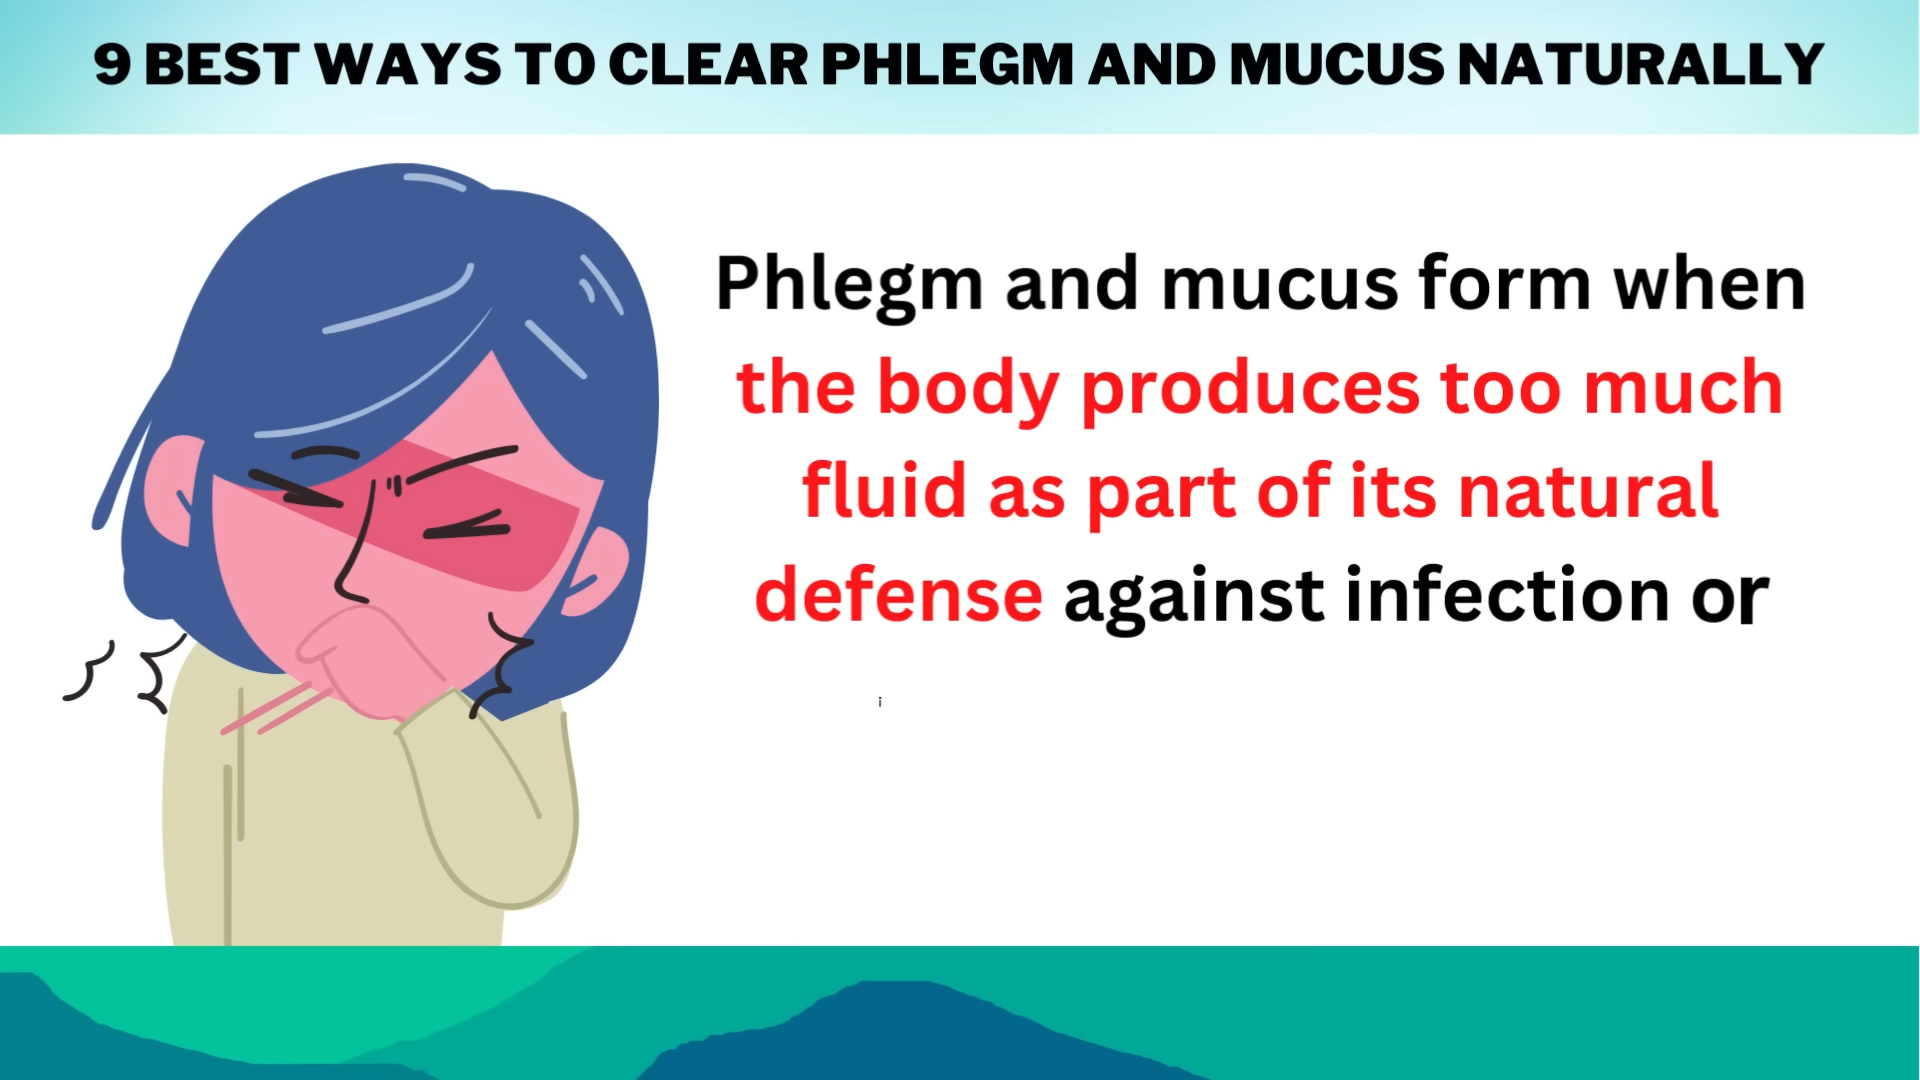 9 BEST WAYS TO CLEAR PHLEGM AND MUCUS NATURALLY
Phlegm and mucus form when
the body produces too much
fluid as part of its natural
defense against infection or
i